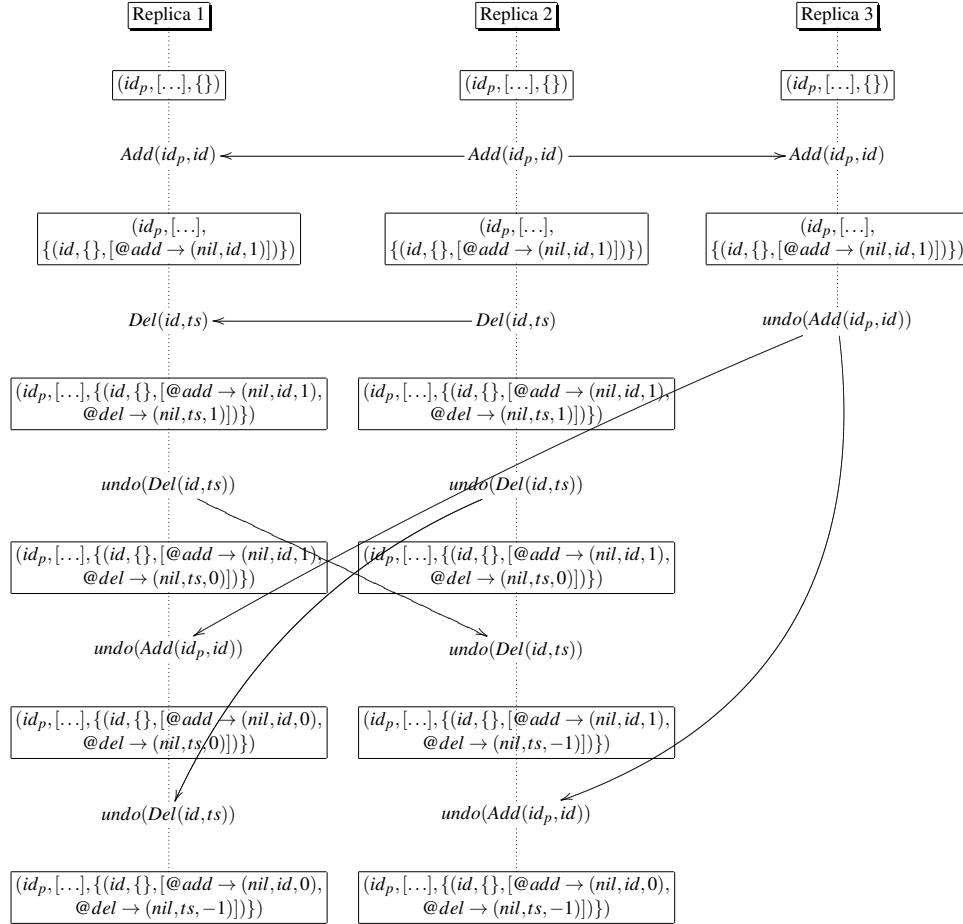 Replica 1
Replica 2
Replica 3
(id_p,[...],{})
(id_p,[...],{})
(id_p,[...],{})
Add(id_p,id)
Add(id_p,id)
Add(id_p,id)
(id_p,[...],
{(id,{},[@add → (nil,id,1)])})
(id_p,[...],
{(id,{},[@add → (nil,id,1)])})
(id_p,[...],
{(id,{},[@add → (nil,id,1)])})
Del(id,ts)
Del(id,ts)
undo(Add(id_p,id))
(id_p,[...],{(id,{},[@add → (nil,id,1),
@del → (nil,ts,1)])})
(id_p,[...],{(id,{},[@add → (nil,id,1),
@del → (nil,ts,1)])})
undo(Del(id,ts))
undo(Del(id,ts))
(id_p,[...],{(id,{},[@add → (nil,id,1),
@del → (nil,ts,0)])})
(id_p,[...],{(id,{},[@add → (nil,id,1),
@del → (nil,ts,0)])})
undo(Add(id_p,id))
undo(Del(id,ts))
(id_p,[...],{(id,{},[@add → (nil,id,0),
@del → (nil,ts,0)])})
(id_p,[...],{(id,{},[@add → (nil,id,1),
@del → (nil,ts,−1)])})
undo(Del(id,ts))
undo(Add(id_p,id))
(id_p,[...],{(id,{},[@add → (nil,id,0),
@del → (nil,ts,−1)])})
(id_p,[...],{(id,{},[@add → (nil,id,0),
@del → (nil,ts,−1)])})